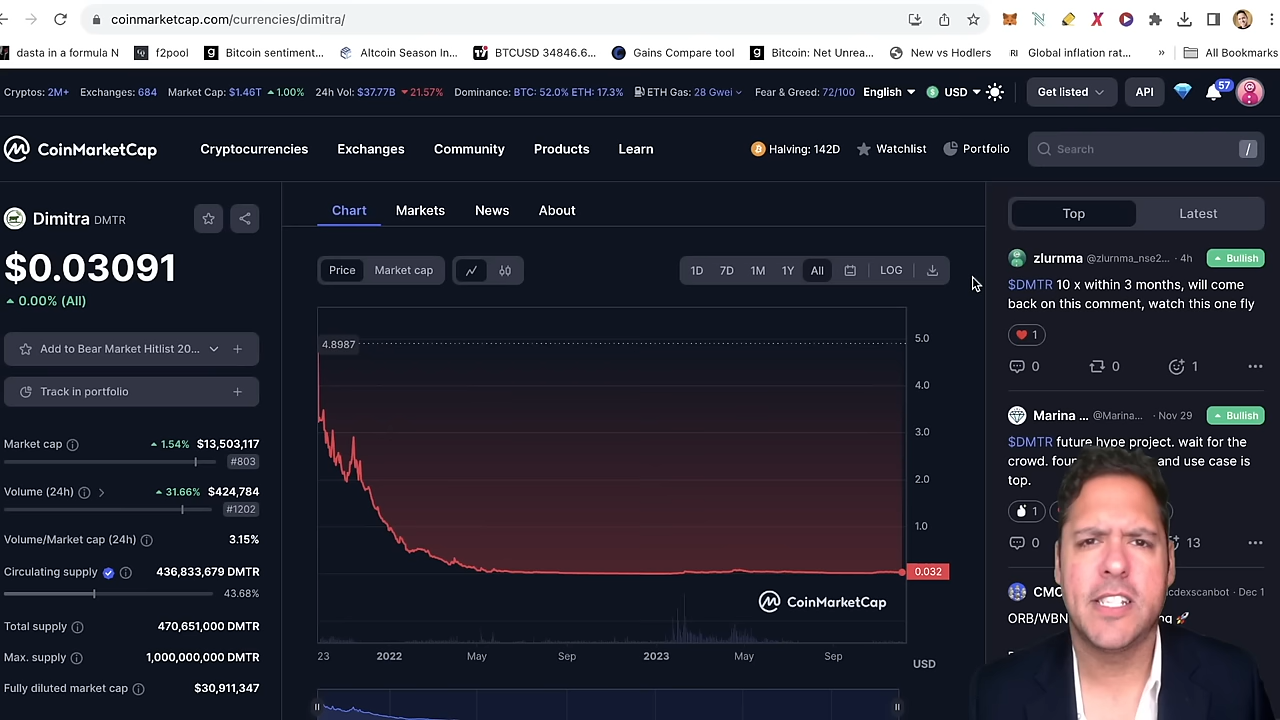 coinmarketcap.com/currencies/dimitra/
dasta in a formula N
f2pool
Bitcoin sentiment...
Altcoin Season In...
BTCUSD 34846.6...
Gains Compare tool
Bitcoin: Net Unrea...
New vs Hodlers
RI Global inflation rat...
»
All Bookmarks
Cryptos: 2M+ Exchanges: 684 Market Cap: $1.46T 1.00% 24h Vol: $37.77B 21.57% Dominance: BTC: 52.0% ETH: 17.3% ETH Gas: 28 Gwei Fear & Greed: 72/100 English USD Get listed API 57
CoinMarketCap Cryptocurrencies Exchanges Community Products Learn Halving: 142D Watchlist Portfolio Search /
Dimitra DMTR
$0.03091
0.00% (All)
Add to Bear Market Hitlist 20... +
Track in portfolio +
Market cap 1.54% $13,503,117
#803
Volume (24h) 31.66% $424,784
#1202
Volume/Market cap (24h) 3.15%
Circulating supply 436,833,679 DMTR
43.68%
Total supply 470,651,000 DMTR
Max. supply 1,000,000,000 DMTR
Fully diluted market cap $30,911,347
Chart Markets News About
Price Market cap
1D 7D 1M 1Y All LOG
4.8987
5.0
4.0
3.0
2.0
1.0
0.032
CoinMarketCap
23 2022 May Sep 2023 May Sep
USD
Top Latest
zlurnma @zlurnma_nse2... · 4h Bullish
$DMTR 10 x within 3 months, will come
back on this comment, watch this one fly
1
0 0 1
Marina ... @Marina... · Nov 29 Bullish
$DMTR future hype project. wait for the
crowd. and use case is
top.
1
0 13
CMC · Dec 1
ORB/WBN